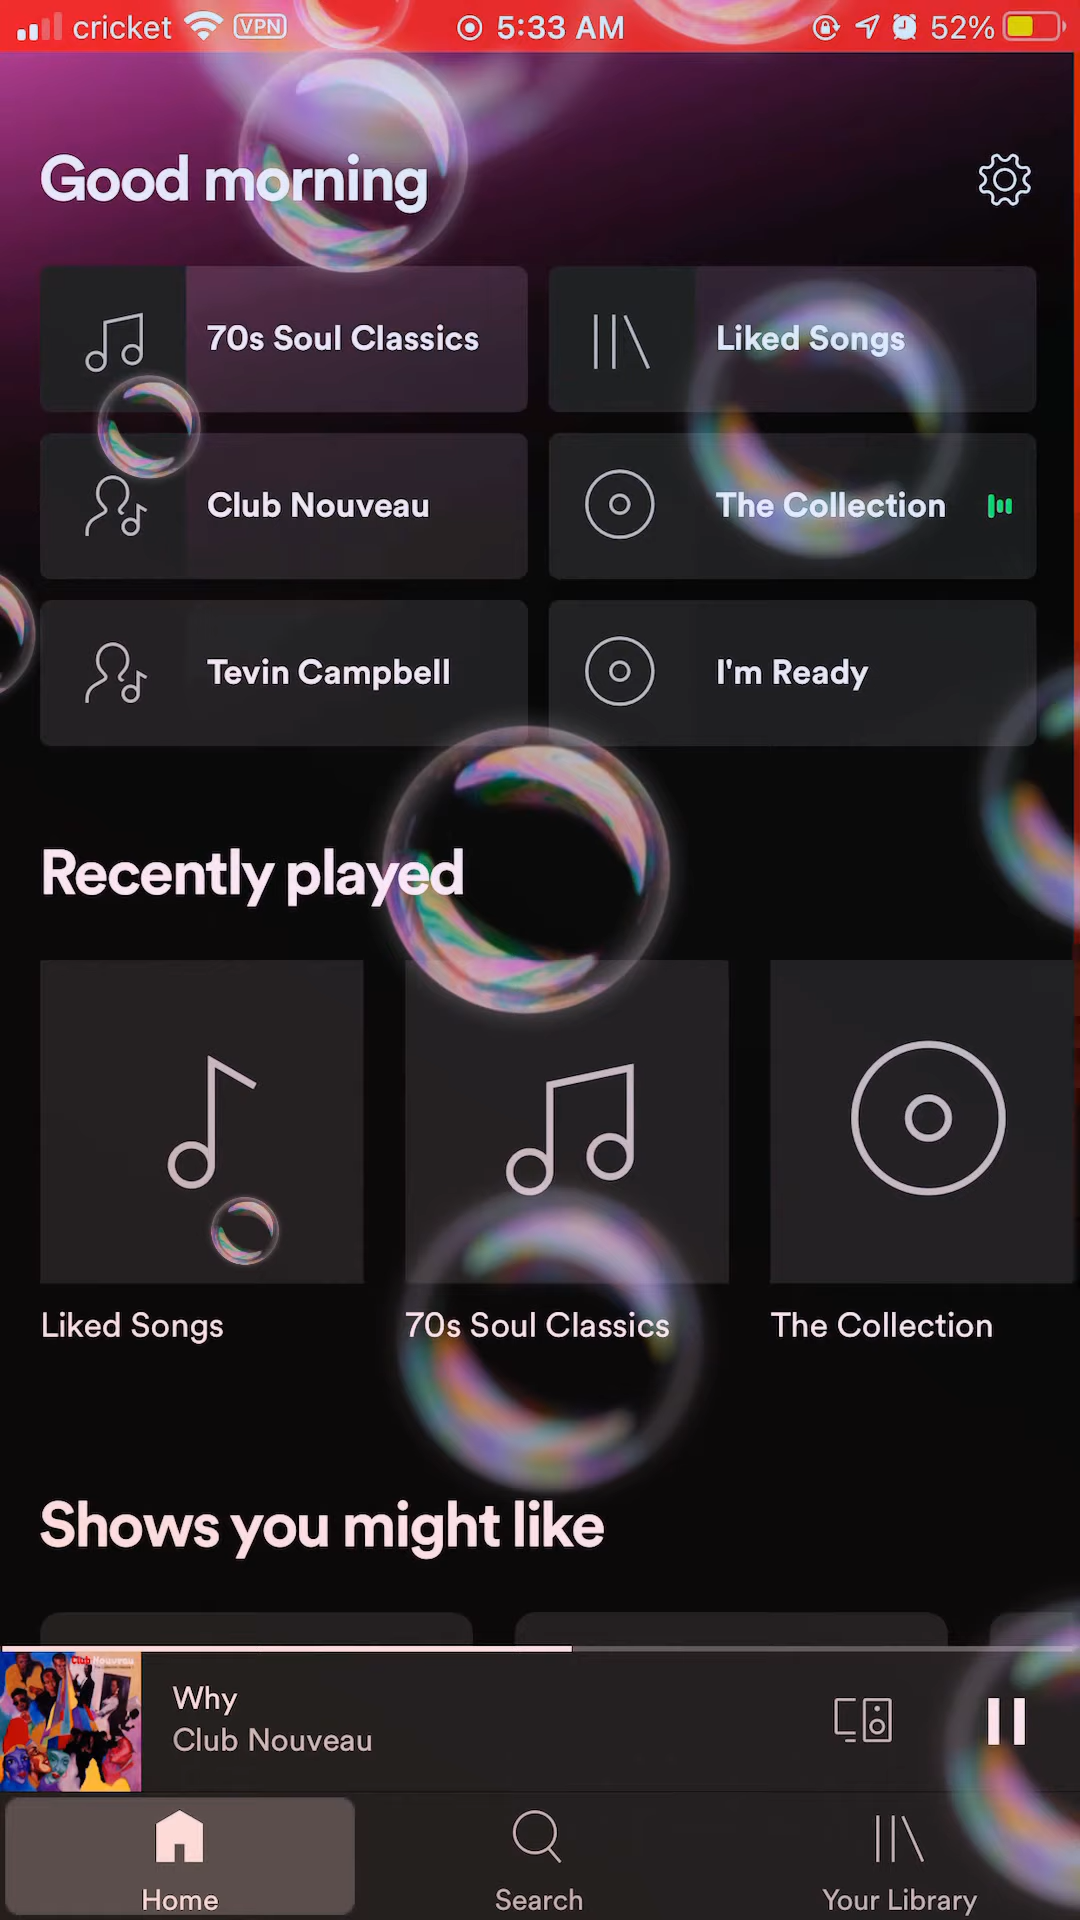 cricket VPN 5:33 AM 52%
Good morning
70s Soul Classics
Liked Songs
Club Nouveau
The Collection
Tevin Campbell
I'm Ready
Recently played
Liked Songs
70s Soul Classics
The Collection
Shows you might like
Club Nouveau
Why
Club Nouveau
Home
Search
Your Library